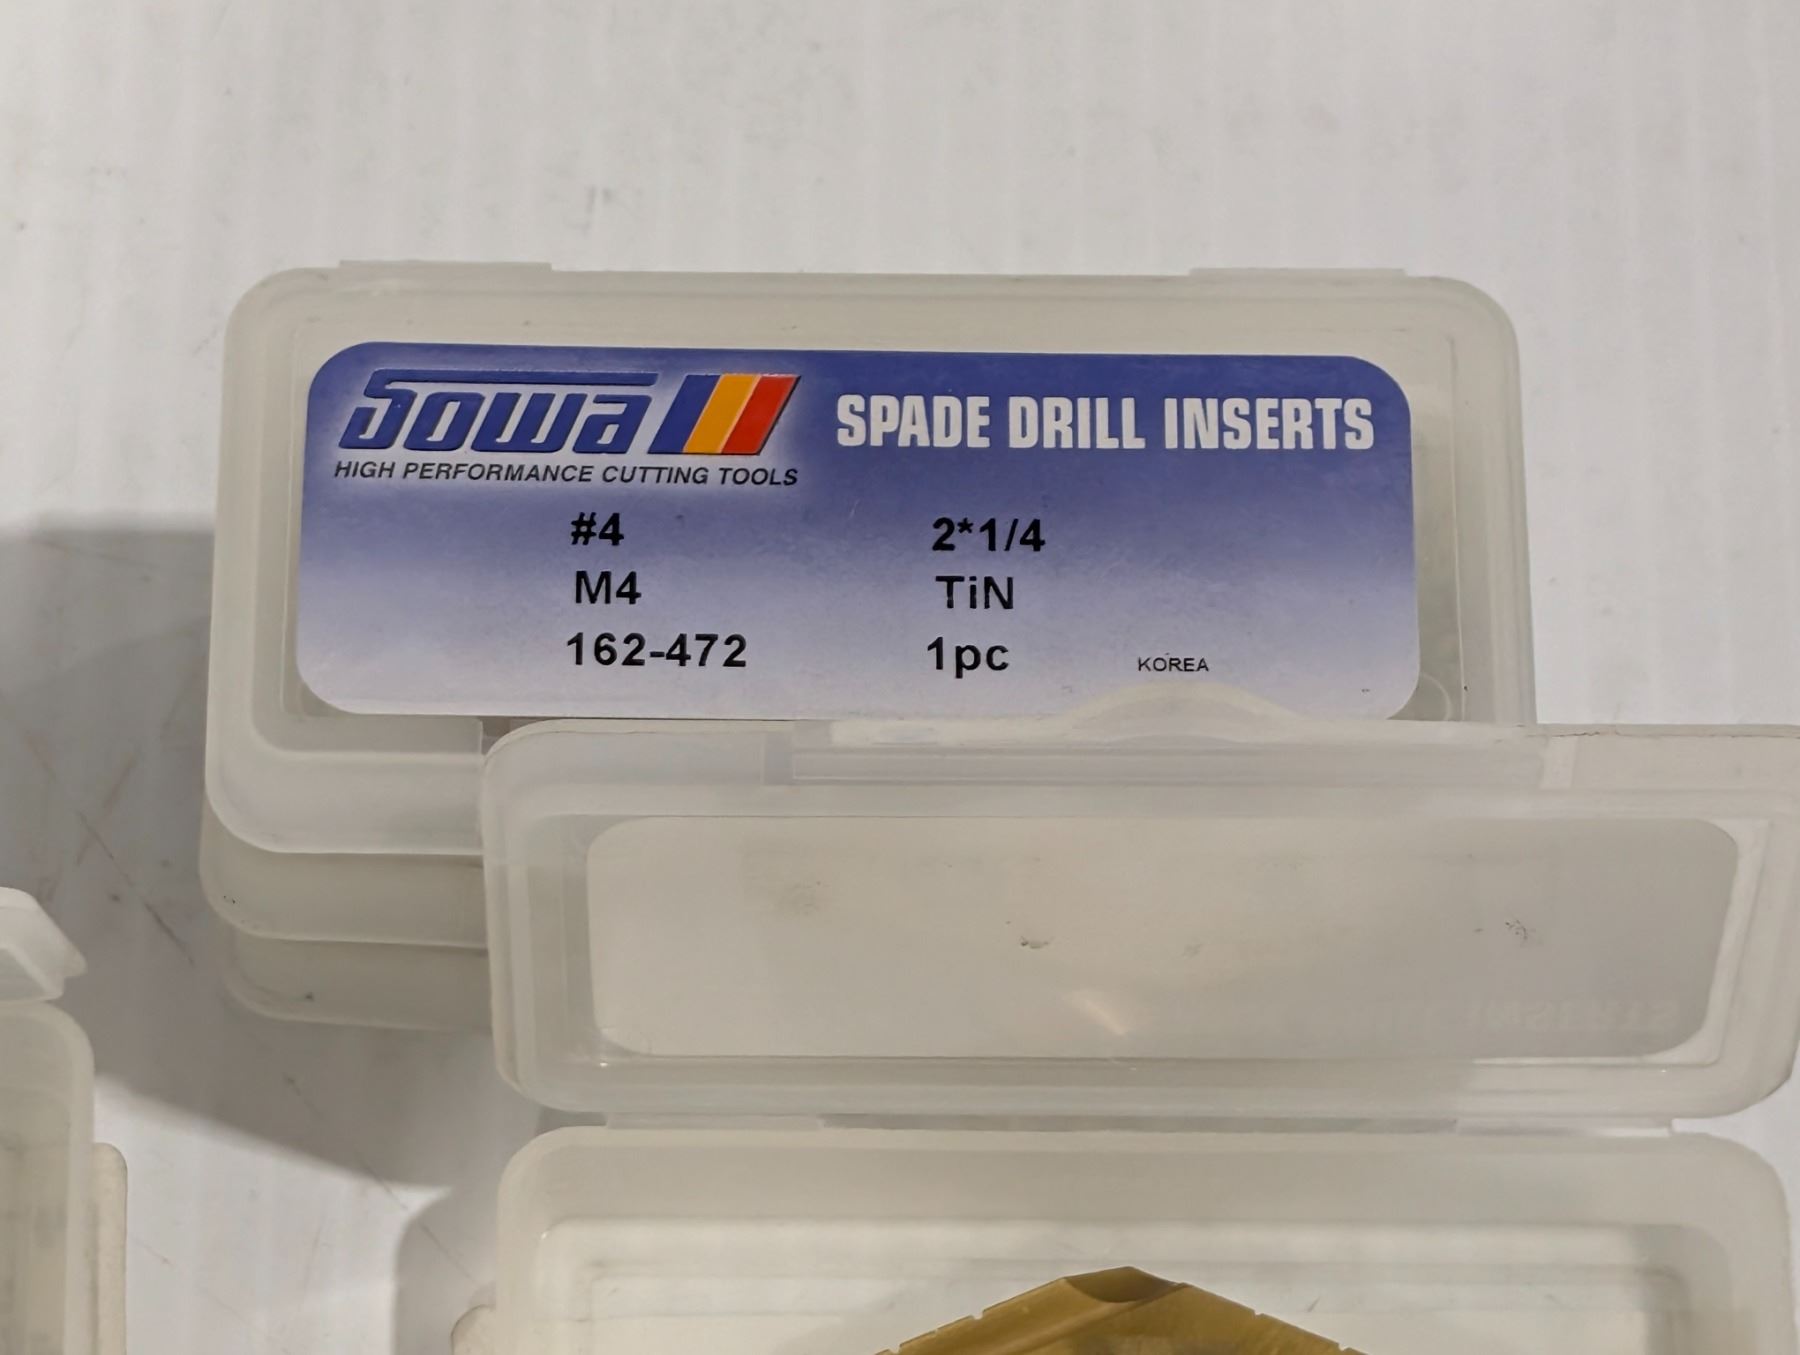 Sowa
SPADE DRILL INSERTS
HIGH PERFORMANCE CUTTING TOOLS
#4 2*1/4
M4 TiN
162-472 1pc KOREA